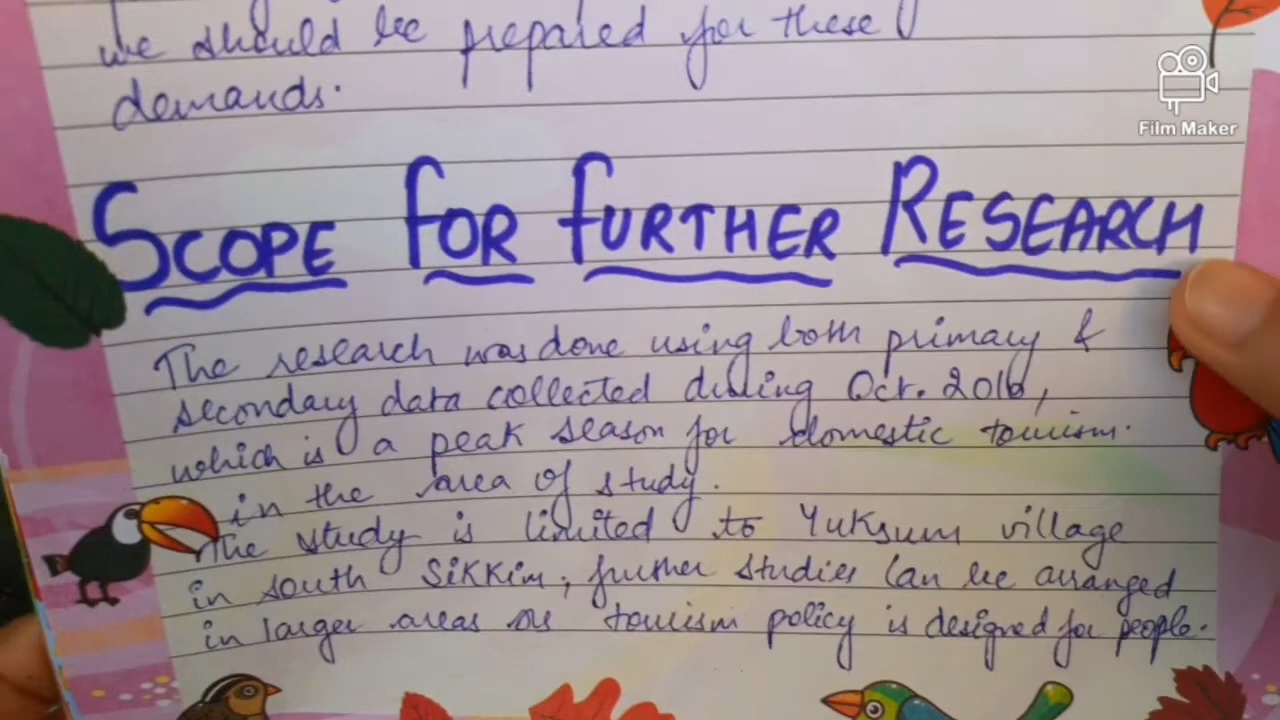 we should be prepared for these
demands.
Film Maker
SCOPE FOR FURTHER RESEARCH
The research was done using both primary &
secondary data collected during Oct. 2016,
which is a peak season for domestic tourism.
in the area of study.
The study is limited to Yuksum village
in south Sikkim, further studies can be arranged
in larger areas as tourism policy is designed for people.